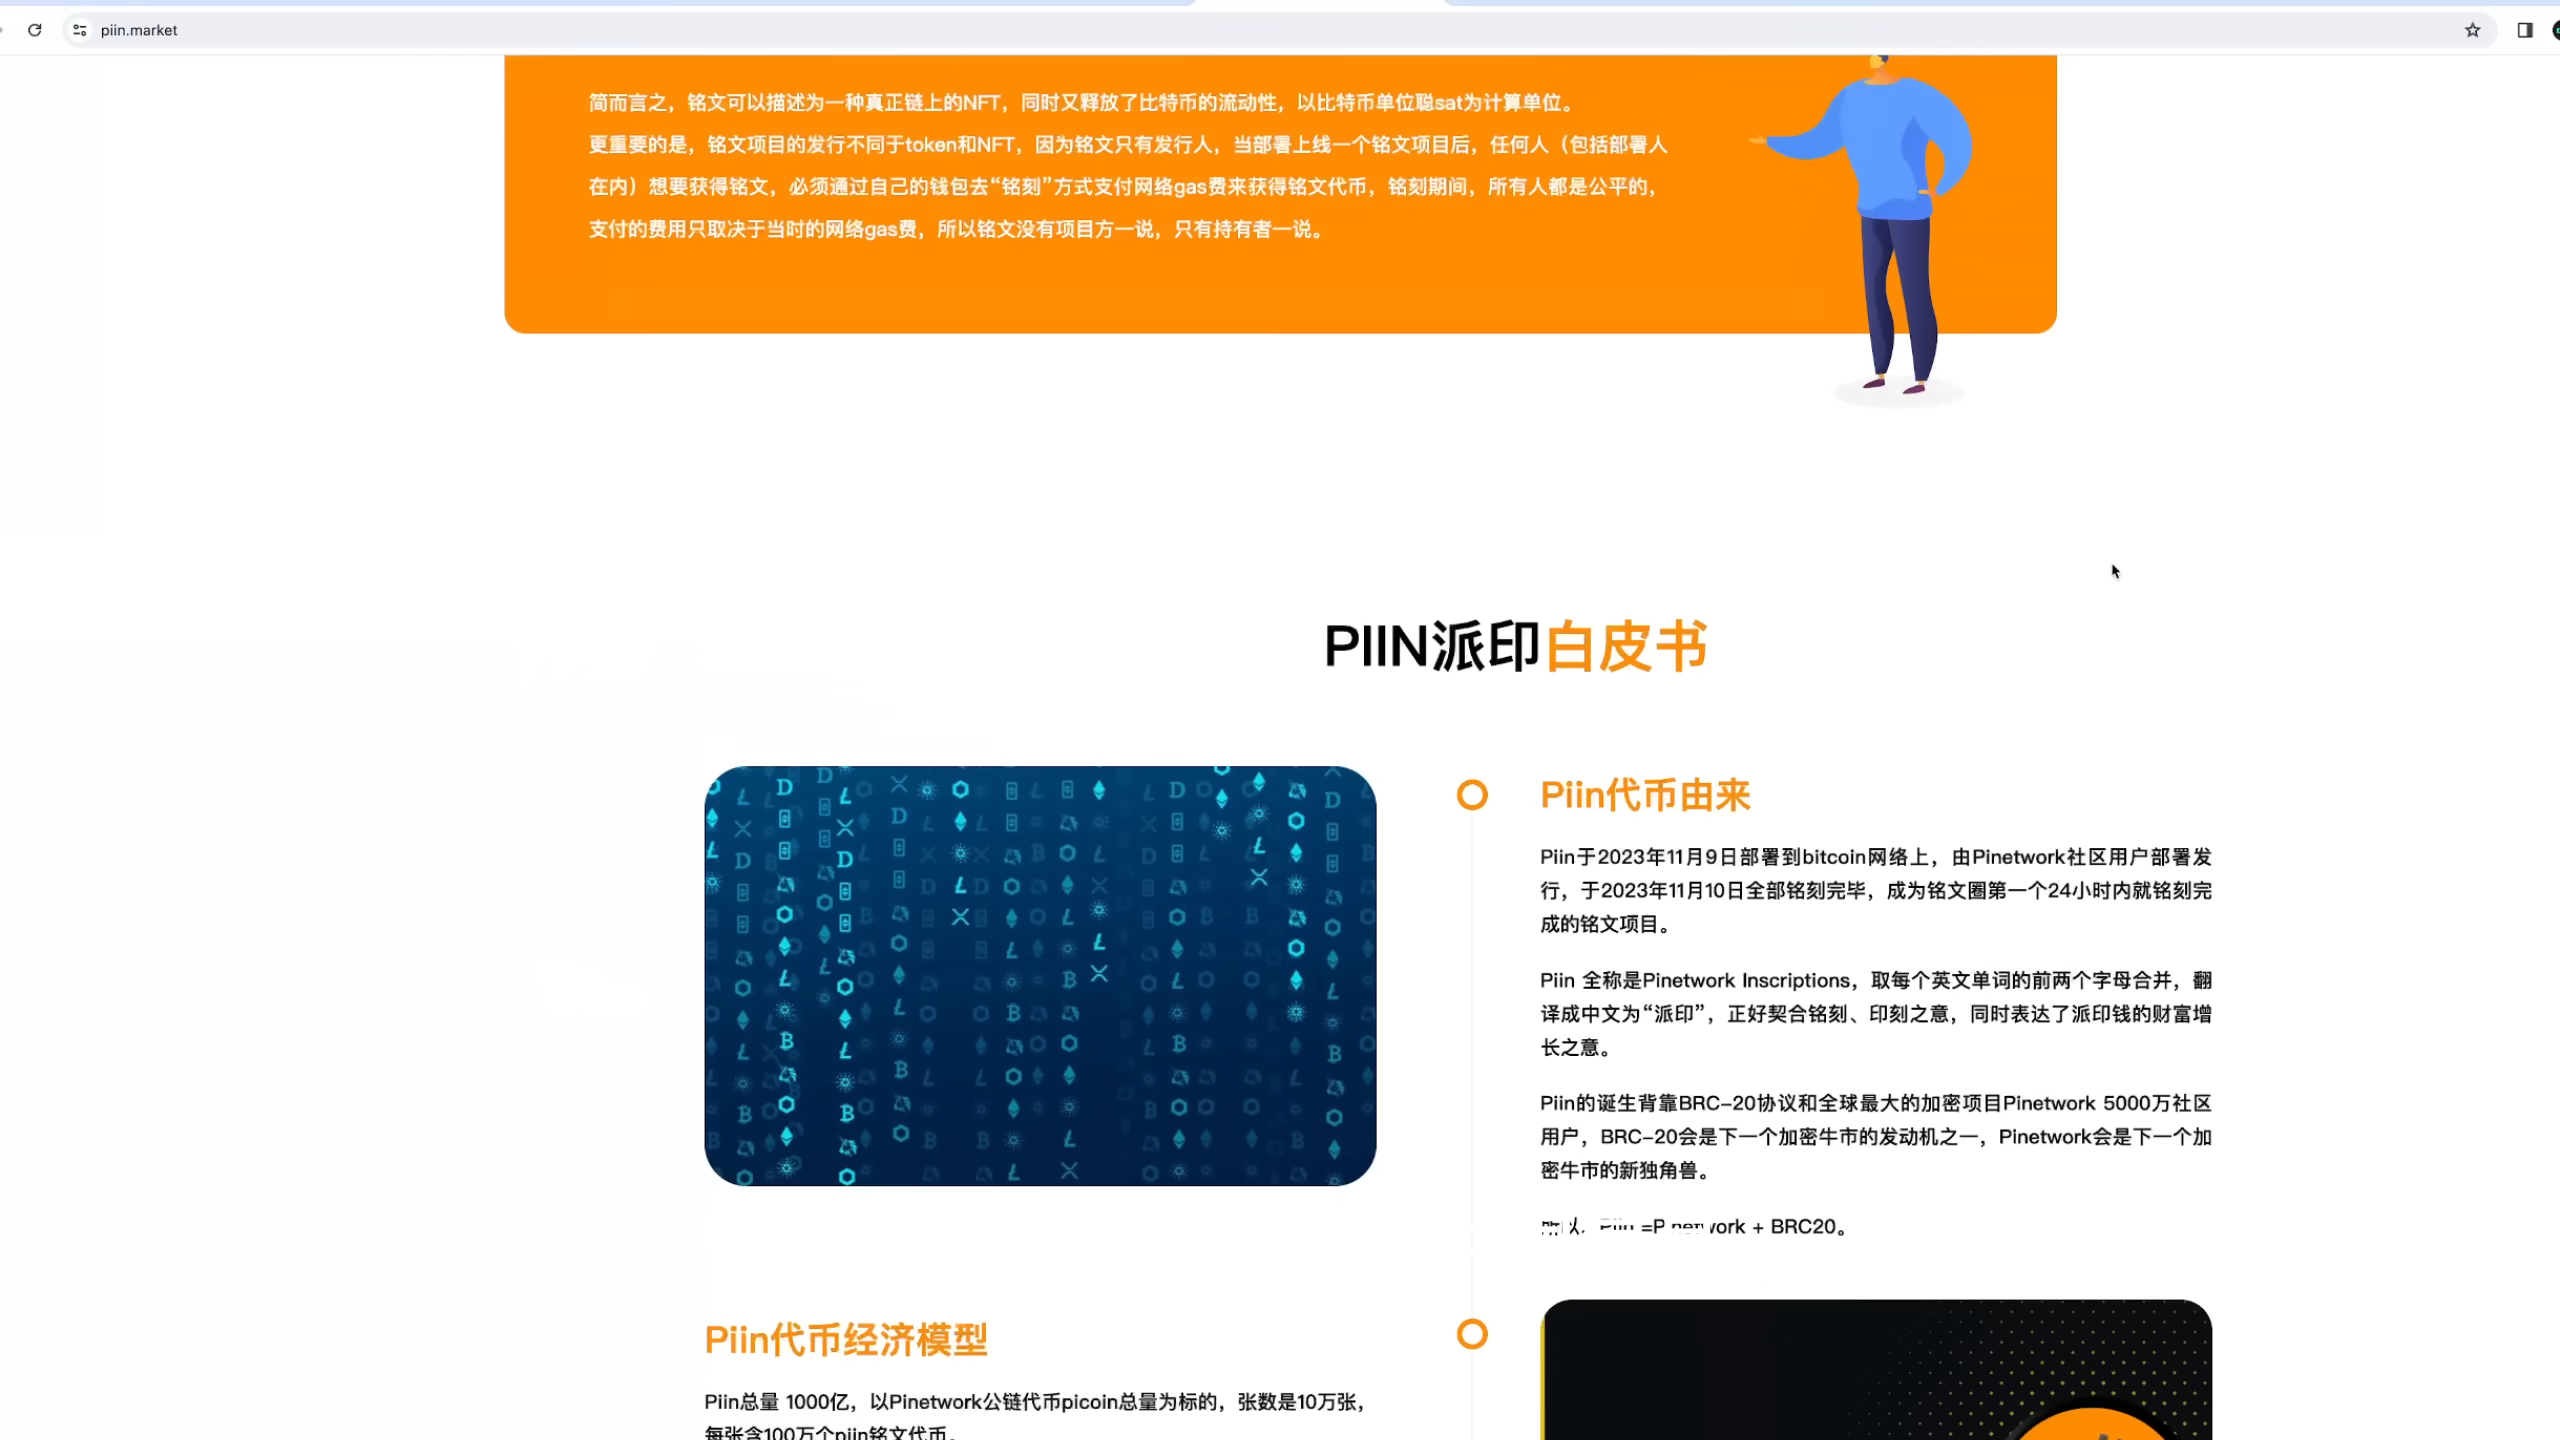 piin.market
简而言之，铭文可以描述为一种真正链上的NFT，同时又释放了比特币的流动性，以比特币单位聪sat为计算单位。
更重要的是，铭文项目的发行不同于token和NFT，因为铭文只有发行人，当部署上线一个铭文项目后，任何人（包括部署人
在内）想要获得铭文，必须通过自己的钱包去“铭刻”方式支付网络gas费来获得铭文代币，铭刻期间，所有人都是公平的，
支付的费用只取决于当时的网络gas费，所以铭文没有项目方一说，只有持有者一说。
PIIN派印白皮书
Piin代币由来
Piin于2023年11月9日部署到bitcoin网络上，由Pinetwork社区用户部署发
行，于2023年11月10日全部铭刻完毕，成为铭文圈第一个24小时内就铭刻完
成的铭文项目。
Piin 全称是Pinetwork Inscriptions，取每个英文单词的前两个字母合并，翻
译成中文为“派印”，正好契合铭刻、印刻之意，同时表达了派印钱的财富增
长之意。
Piin的诞生背靠BRC-20协议和全球最大的加密项目Pinetwork 5000万社区
用户，BRC-20会是下一个加密牛市的发动机之一，Pinetwork会是下一个加
密牛市的新独角兽。
所以，Piin =Pinetwork + BRC20。
Piin代币经济模型
Piin总量 1000亿，以Pinetwork公链代币picoin总量为标的，张数是10万张，
每张含100万个piin铭文代币。